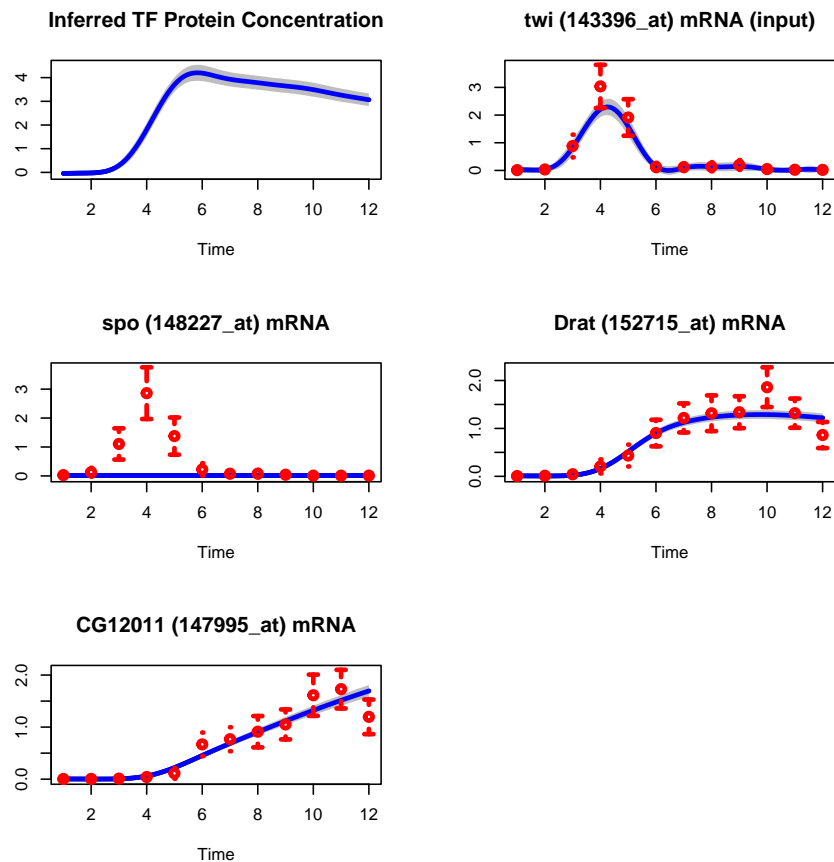 Inferred TF Protein Concentration
4
3
2
1
0
2 4 6 8 10 12
Time
twi (143396_at) mRNA (input)
3
2
1
0
2 4 6 8 10 12
Time
spo (148227_at) mRNA
3
2
1
0
2 4 6 8 10 12
Time
Drat (152715_at) mRNA
2.0
1.0
0.0
2 4 6 8 10 12
Time
CG12011 (147995_at) mRNA
2.0
1.0
0.0
2 4 6 8 10 12
Time